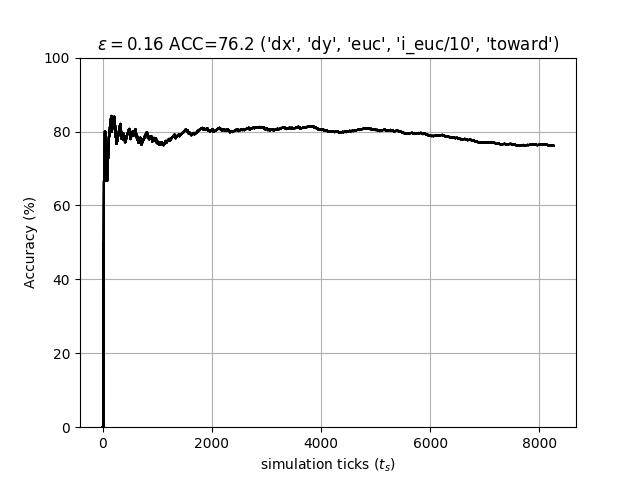 ε = 0.16 ACC=76.2 ('dx', 'dy', 'euc', 'i_euc/10', 'toward')
100
80
60
40
20
0
Accuracy (%)
0 2000 4000 6000 8000
simulation ticks (tₛ)